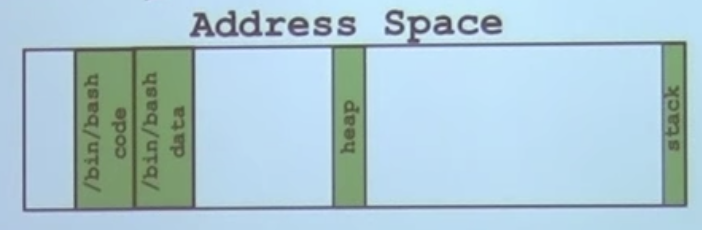 Address Space
/bin/bash
code
/bin/bash
data
heap
stack